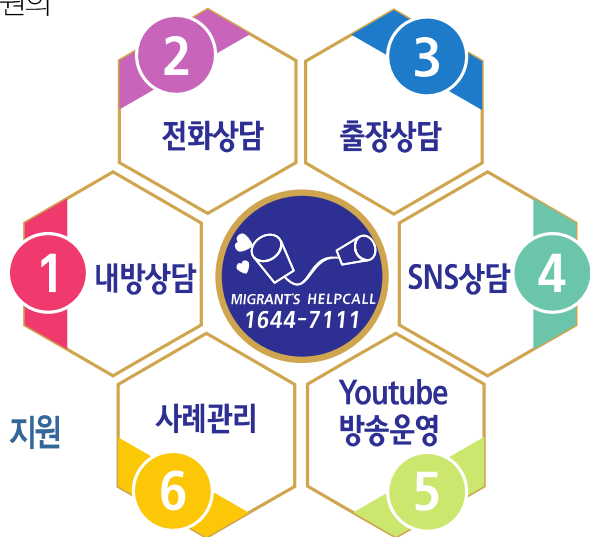 권의
2
3
전화상담
출장상담
1
내방상담
MIGRANT'S HELPCALL
1644-7111
SNS상담
4
지원
사례관리
Youtube
방송운영
6
5